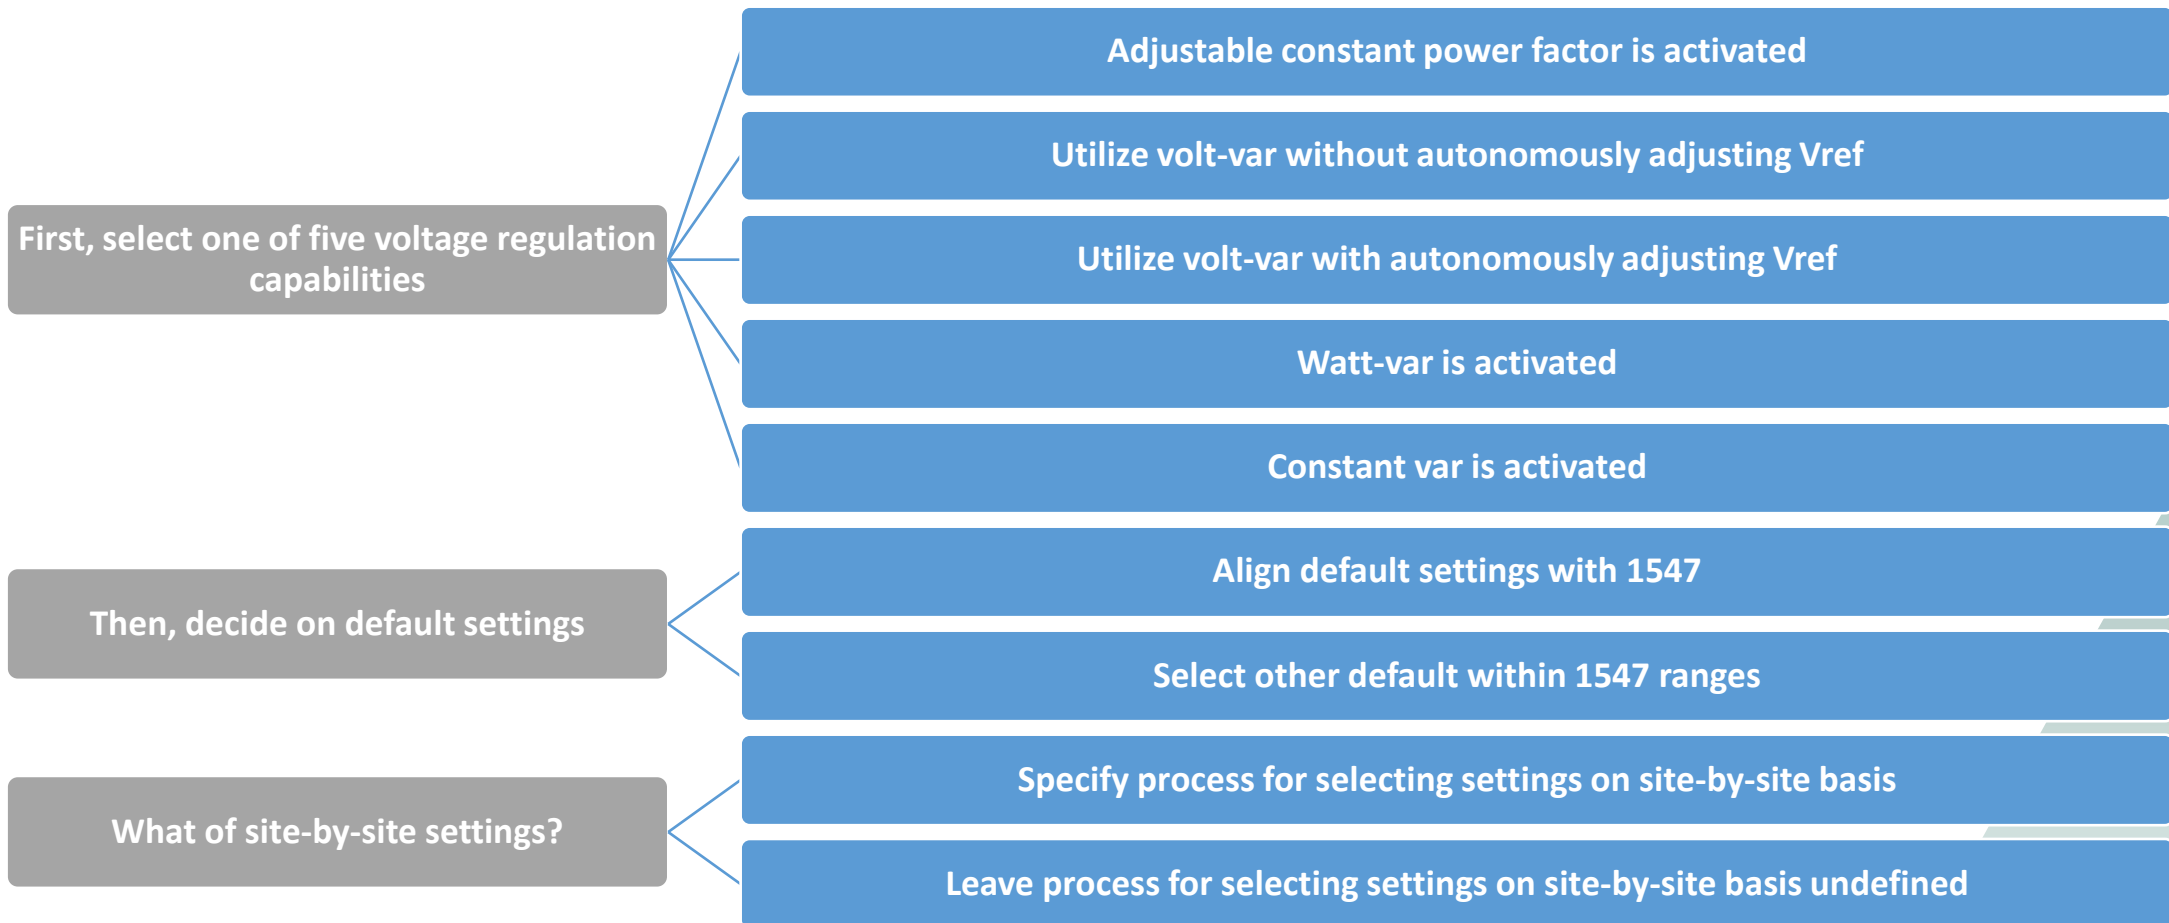 First, select one of five voltage regulation
capabilities
Adjustable constant power factor is activated
Utilize volt-var without autonomously adjusting Vref
Utilize volt-var with autonomously adjusting Vref
Watt-var is activated
Constant var is activated
Then, decide on default settings
Align default settings with 1547
Select other default within 1547 ranges
What of site-by-site settings?
Specify process for selecting settings on site-by-site basis
Leave process for selecting settings on site-by-site basis undefined